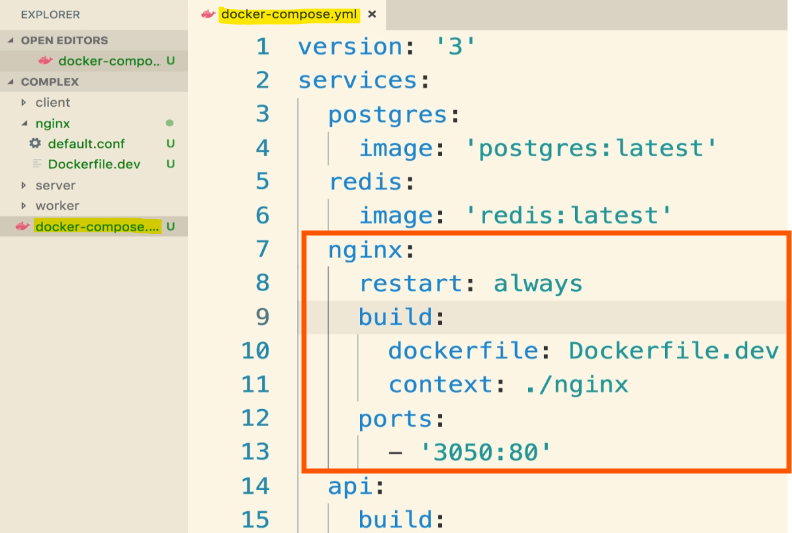 EXPLORER
OPEN EDITORS
docker-compo.. U
COMPLEX
client
nginx
default.conf U
Dockerfile.dev U
server
worker
docker-compose.... U
docker-compose.yml ×
1 version: '3'
2 services:
3 postgres:
4 image: 'postgres:latest'
5 redis:
6 image: 'redis:latest'
7 nginx:
8 restart: always
9 build:
10 dockerfile: Dockerfile.dev
11 context: ./nginx
12 ports:
13 - '3050:80'
14 api:
15 build: